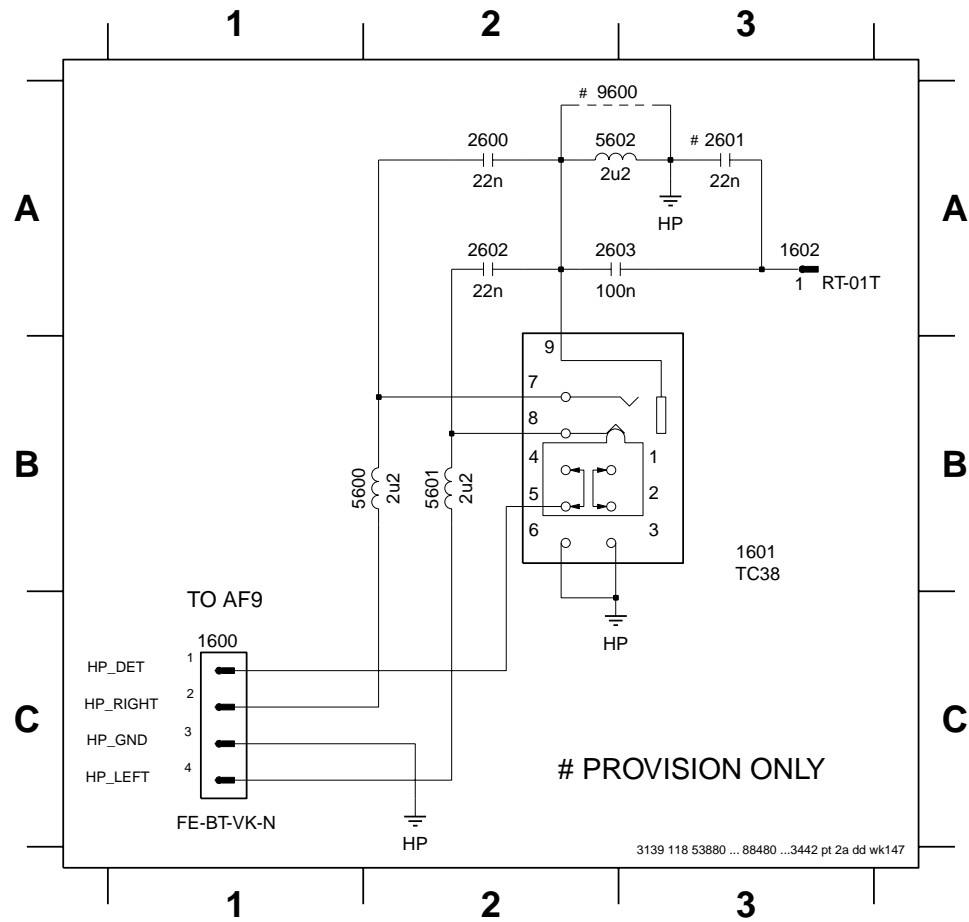 1 2 3
# 9600
2600 5602 # 2601
22n 2u2 22n
A A
HP
2602 2603 1602
22n 100n 1 RT-01T
9
7
8
B B
4 1
5600 2u2 5601 2u2
5 2
6 3
1601
TC38
TO AF9
HP
1600
HP_DET 1
HP_RIGHT 2
C C
HP_GND 3
HP_LEFT 4
# PROVISION ONLY
FE-BT-VK-N
HP
3139 118 53880 ... 88480 ...3442 pt 2a dd wk147
1 2 3